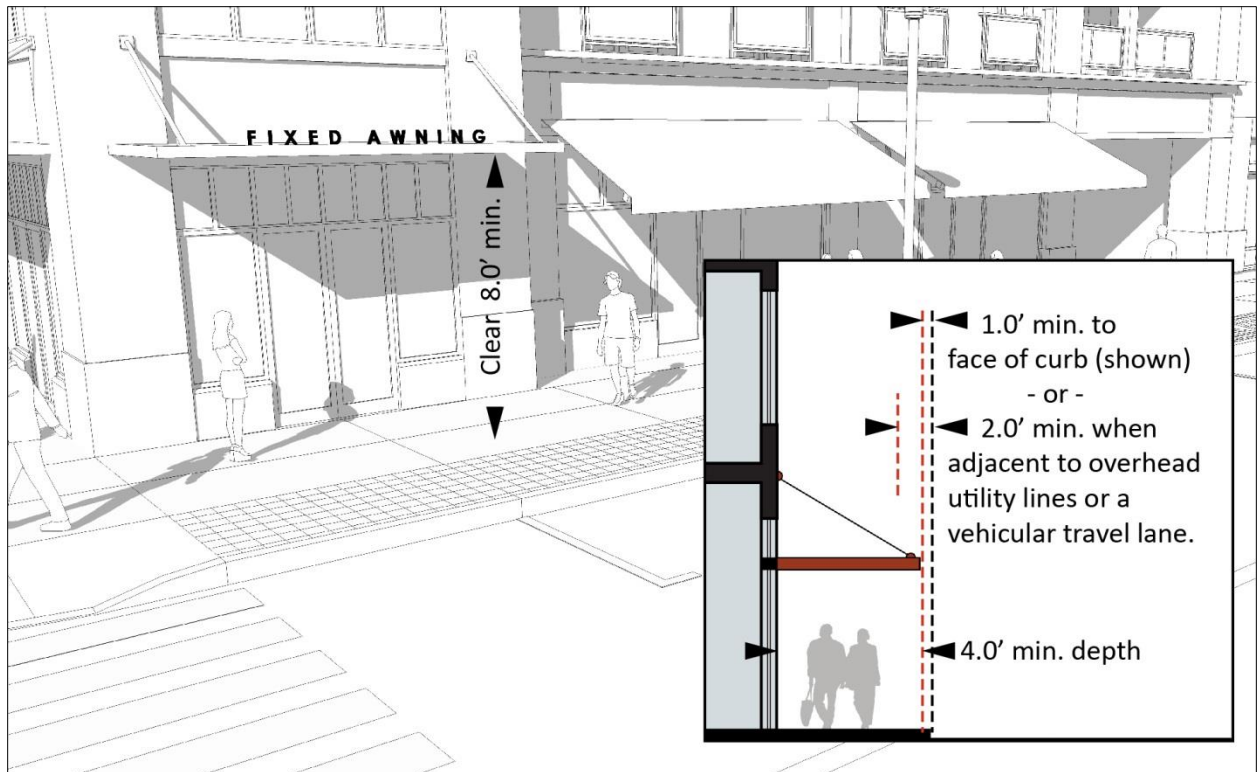 FIXED AWNING
Clear 8.0’ min.
1.0’ min. to
face of curb (shown)
- or -
2.0’ min. when
adjacent to overhead
utility lines or a
vehicular travel lane.
4.0’ min. depth